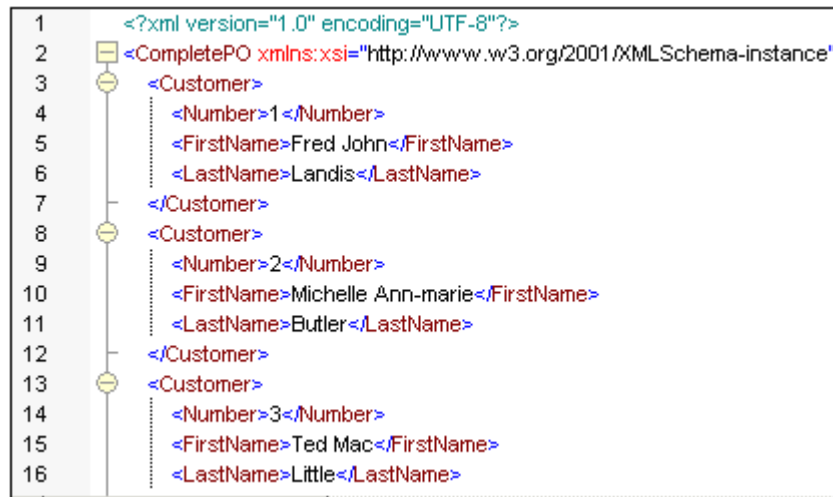 1 <?xml version="1.0" encoding="UTF-8"?>
2 <CompletePO xmlns:xsi="http://www.w3.org/2001/XMLSchema-instance"
3 <Customer>
4 <Number>1</Number>
5 <FirstName>Fred John</FirstName>
6 <LastName>Landis</LastName>
7 </Customer>
8 <Customer>
9 <Number>2</Number>
10 <FirstName>Michelle Ann-marie</FirstName>
11 <LastName>Butler</LastName>
12 </Customer>
13 <Customer>
14 <Number>3</Number>
15 <FirstName>Ted Mac</FirstName>
16 <LastName>Little</LastName>